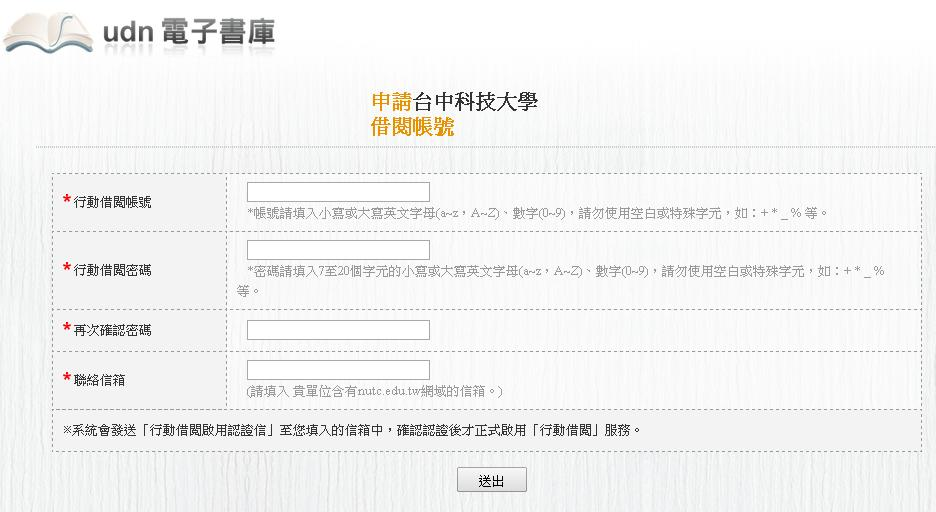 udn 電子書庫
申請台中科技大學
借閱帳號
*行動借閱帳號
*帳號請填入小寫或大寫英文字母(a~z，A~Z)、數字(0~9)，請勿使用空白或特殊字元，如：+ * _ % 等。
*行動借閱密碼
*密碼請填入7至20個字元的小寫或大寫英文字母(a~z，A~Z)、數字(0~9)，請勿使用空白或特殊字元，如：+ * _ %
等。
*再次確認密碼
*聯絡信箱
(請填入 貴單位含有nutc.edu.tw網域的信箱。)
※系統會發送「行動借閱啟用認證信」至您填入的信箱中，確認認證後才正式啟用「行動借閱」服務。
送出